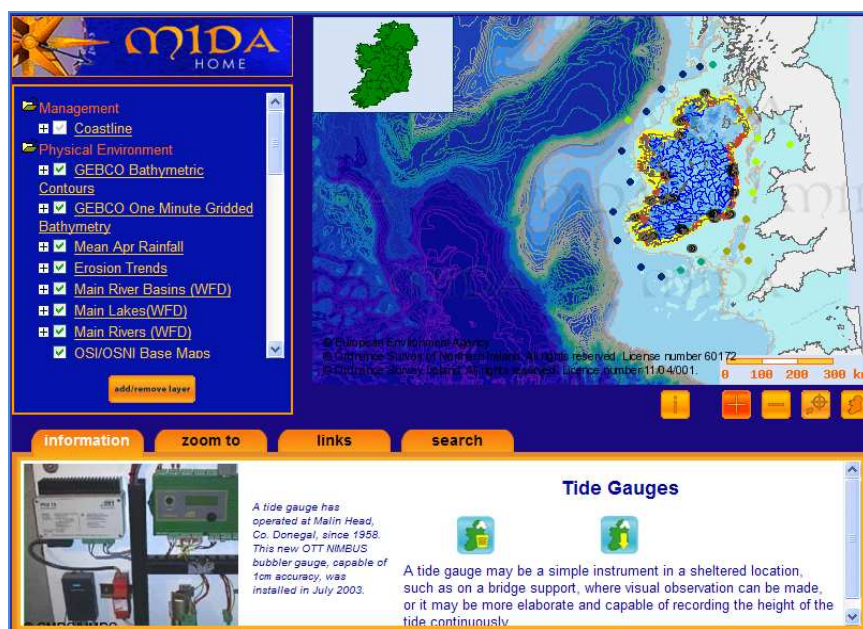 MIDA
HOME
Management
Coastline
Physical Environment
GEBCO Bathymetric
Contours
GEBCO One Minute Gridded
Bathymetry
Mean Apr Rainfall
Erosion Trends
Main River Basins (WFD)
Main Lakes(WFD)
Main Rivers (WFD)
OSI/OSNI Base Maps
add/remove layer
MIDA
MIDA
© European Environment Agency
© Ordnance Survey of Northern Ireland. All rights reserved. License number 60172
© Ordnance Survey Ireland. All rights reserved. Licence number 11/04/001.
0 100 200 300 km
i
information
zoom to
links
search
A tide gauge has
operated at Malin Head,
Co. Donegal, since 1958.
This new OTT NIMBUS
bubbler gauge, capable of
1cm accuracy, was
installed in July 2003.
Tide Gauges
A tide gauge may be a simple instrument in a sheltered location,
such as on a bridge support, where visual observation can be made,
or it may be more elaborate and capable of recording the height of the
tide continuously